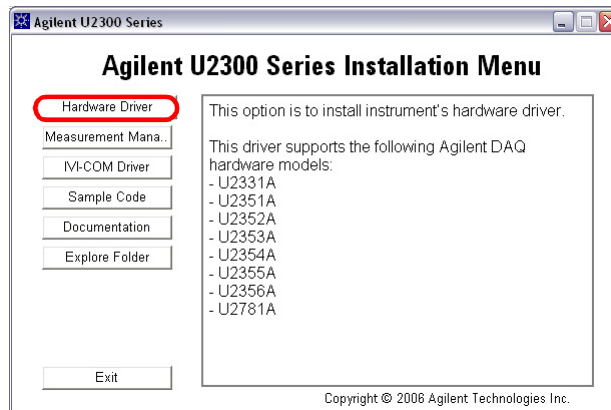 Agilent U2300 Series
Agilent U2300 Series Installation Menu
Hardware Driver
Measurement Mana..
IVI-COM Driver
Sample Code
Documentation
Explore Folder
Exit
This option is to install instrument's hardware driver.
This driver supports the following Agilent DAQ
hardware models:
- U2331A
- U2351A
- U2352A
- U2353A
- U2354A
- U2355A
- U2356A
- U2781A
Copyright © 2006 Agilent Technologies Inc.